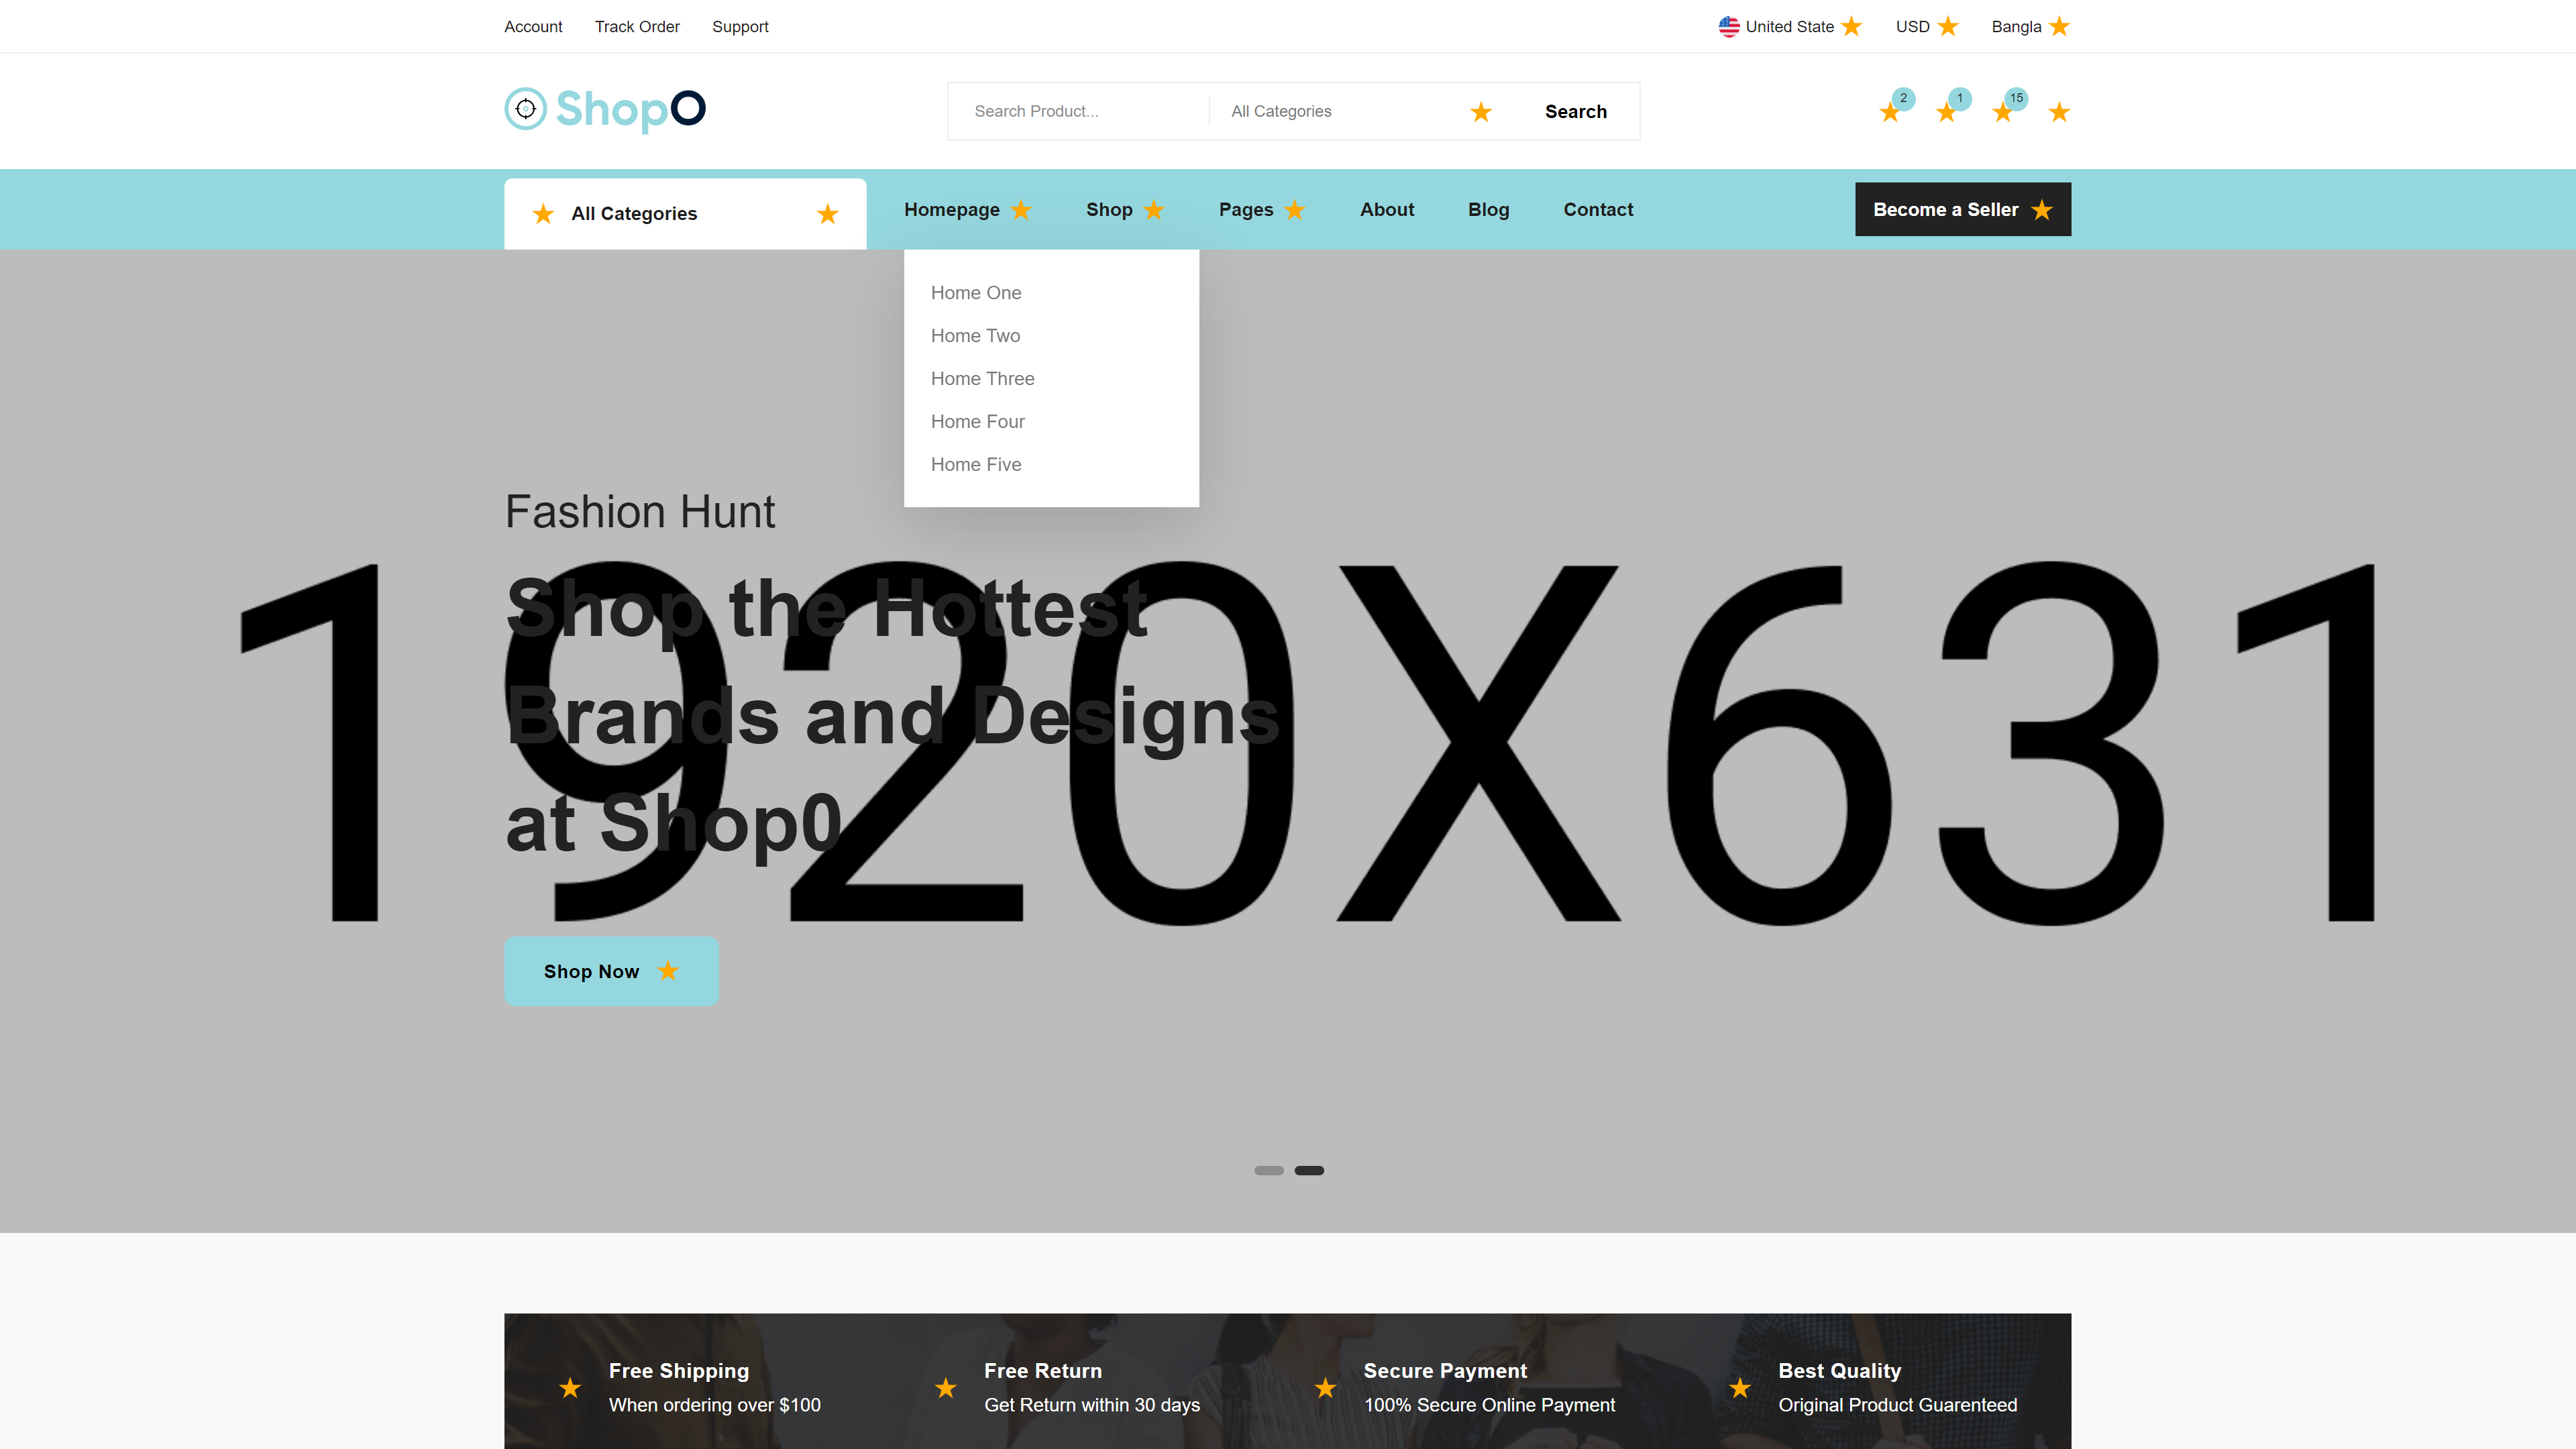 Account Track Order Support United State USD Bangla
ShopO Search Product... All Categories Search 2 1 15
All Categories Homepage Shop Pages About Blog Contact Become a Seller
Home One
Home Two
Home Three
Home Four
Home Five
Fashion Hunt
1920X631
Shop the Hottest
Brands and Designs
at Shop0
Shop Now
Free Shipping Free Return Secure Payment Best Quality
When ordering over $100 Get Return within 30 days 100% Secure Online Payment Original Product Guarenteed